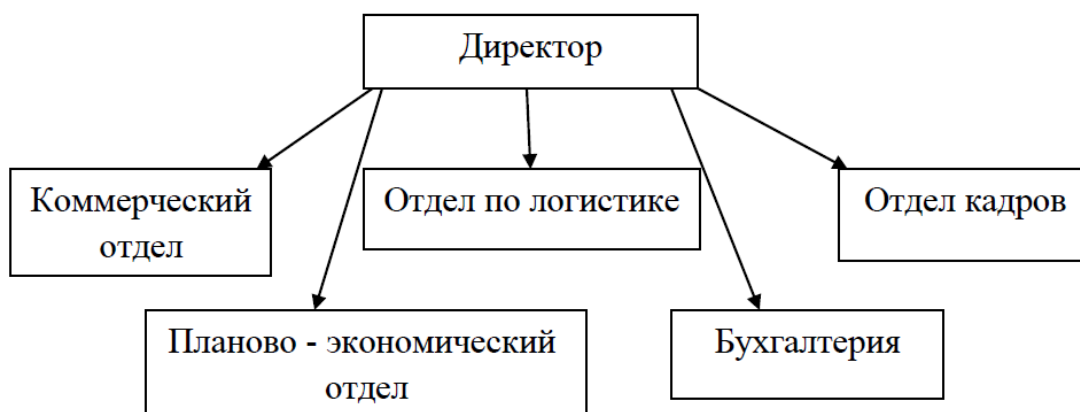 Директор
Коммерческий
отдел
Отдел по логистике
Отдел кадров
Планово - экономический
отдел
Бухгалтерия